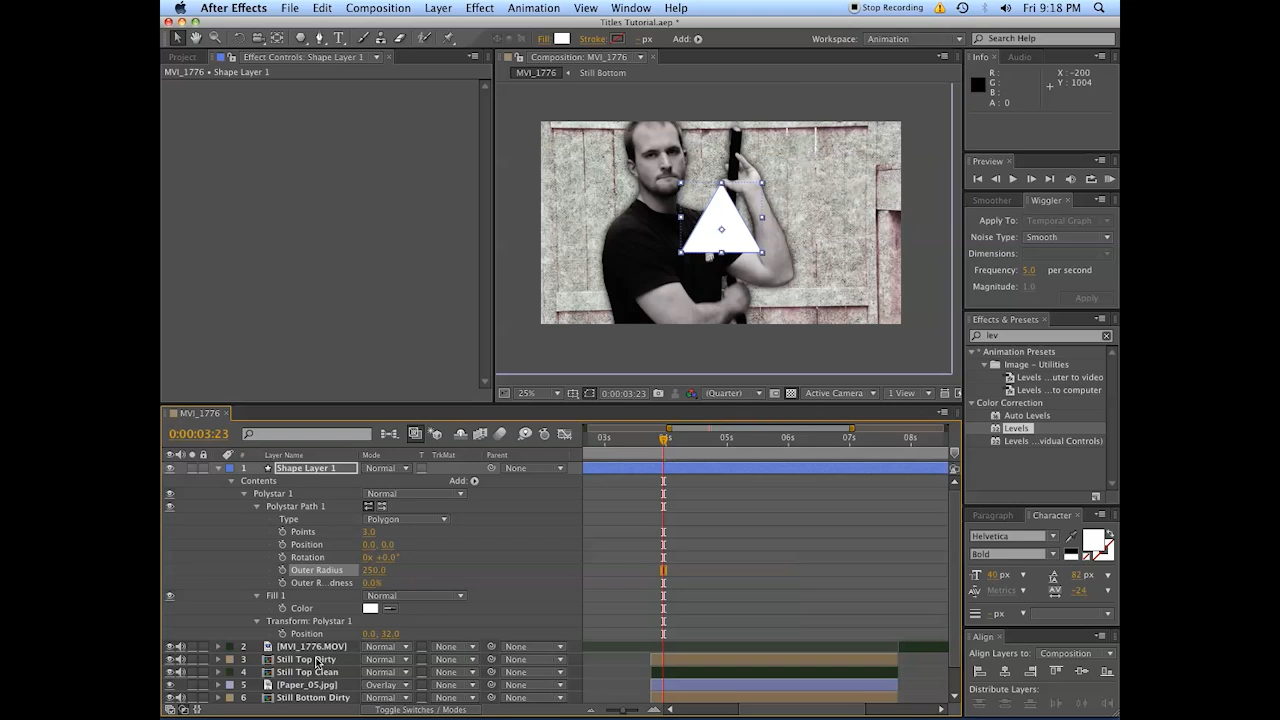 After Effects File Edit Composition Layer Effect Animation View Window Help Stop Recording Fri 9:18 PM
Titles Tutorial.aep *
Fill: Stroke: - px Add: Workspace: Animation Search Help
Project Effect Controls: Shape Layer 1 Composition: MVI_1776 Info Audio
MVI_1776 • Shape Layer 1 MVI_1776 Still Bottom
R: X: -200
G: Y: 1004
B:
A: 0
Preview
Smoother Wiggler
Apply To: Temporal Graph
Noise Type: Smooth
Dimensions:
Frequency: 5.0 per second
Magnitude: 1.0
Apply
Effects & Presets
lev
* Animation Presets
Image - Utilities
Levels ...uter to video
Levels ...to computer
Color Correction
Auto Levels
Levels
Levels ...vidual Controls)
25% 0:00:03:23 (Quarter) Active Camera 1 View
MVI_1776
0:00:03:23 03s 05s 06s 07s 08s
# Layer Name Mode T TrkMat Parent
1 Shape Layer 1 Normal None
Contents Add:
Polystar 1 Normal
Polystar Path 1
Type Polygon
Points 3.0
Position 0.0, 0.0
Rotation 0x +0.0°
Outer Radius 250.0
Outer R...dness 0.0%
Fill 1 Normal
Color
Transform: Polystar 1
Position 0.0, 32.0
2 [MVI_1776.MOV] Normal None None
3 Still Top Dirty Normal None None
4 Still Top Clean Normal None None
5 [Paper_05.jpg] Overlay None None
6 Still Bottom Dirty Normal None None
Toggle Switches / Modes
Paragraph Character
Helvetica
Bold
40 px 82 px
Metrics -24
- px
Align
Align Layers to: Composition
Distribute Layers: